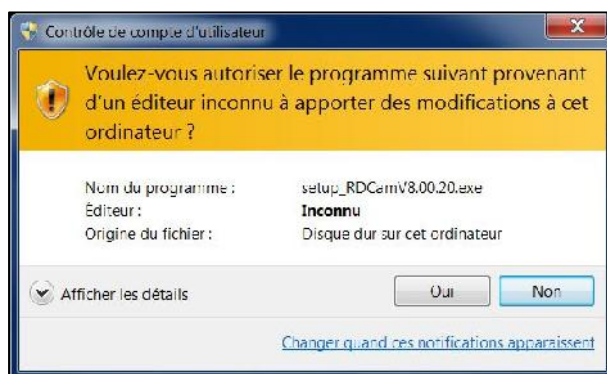 Contrôle de compte d'utilisateur
Voulez-vous autoriser le programme suivant provenant
d'un éditeur inconnu à apporter des modifications à cet
ordinateur ?
Nom du programme : setup_RDCamV8.00.20.exe
Éditeur : Inconnu
Origine du fichier : Disque dur sur cet ordinateur
Afficher les détails
Oui
Non
Changer quand ces notifications apparaissent